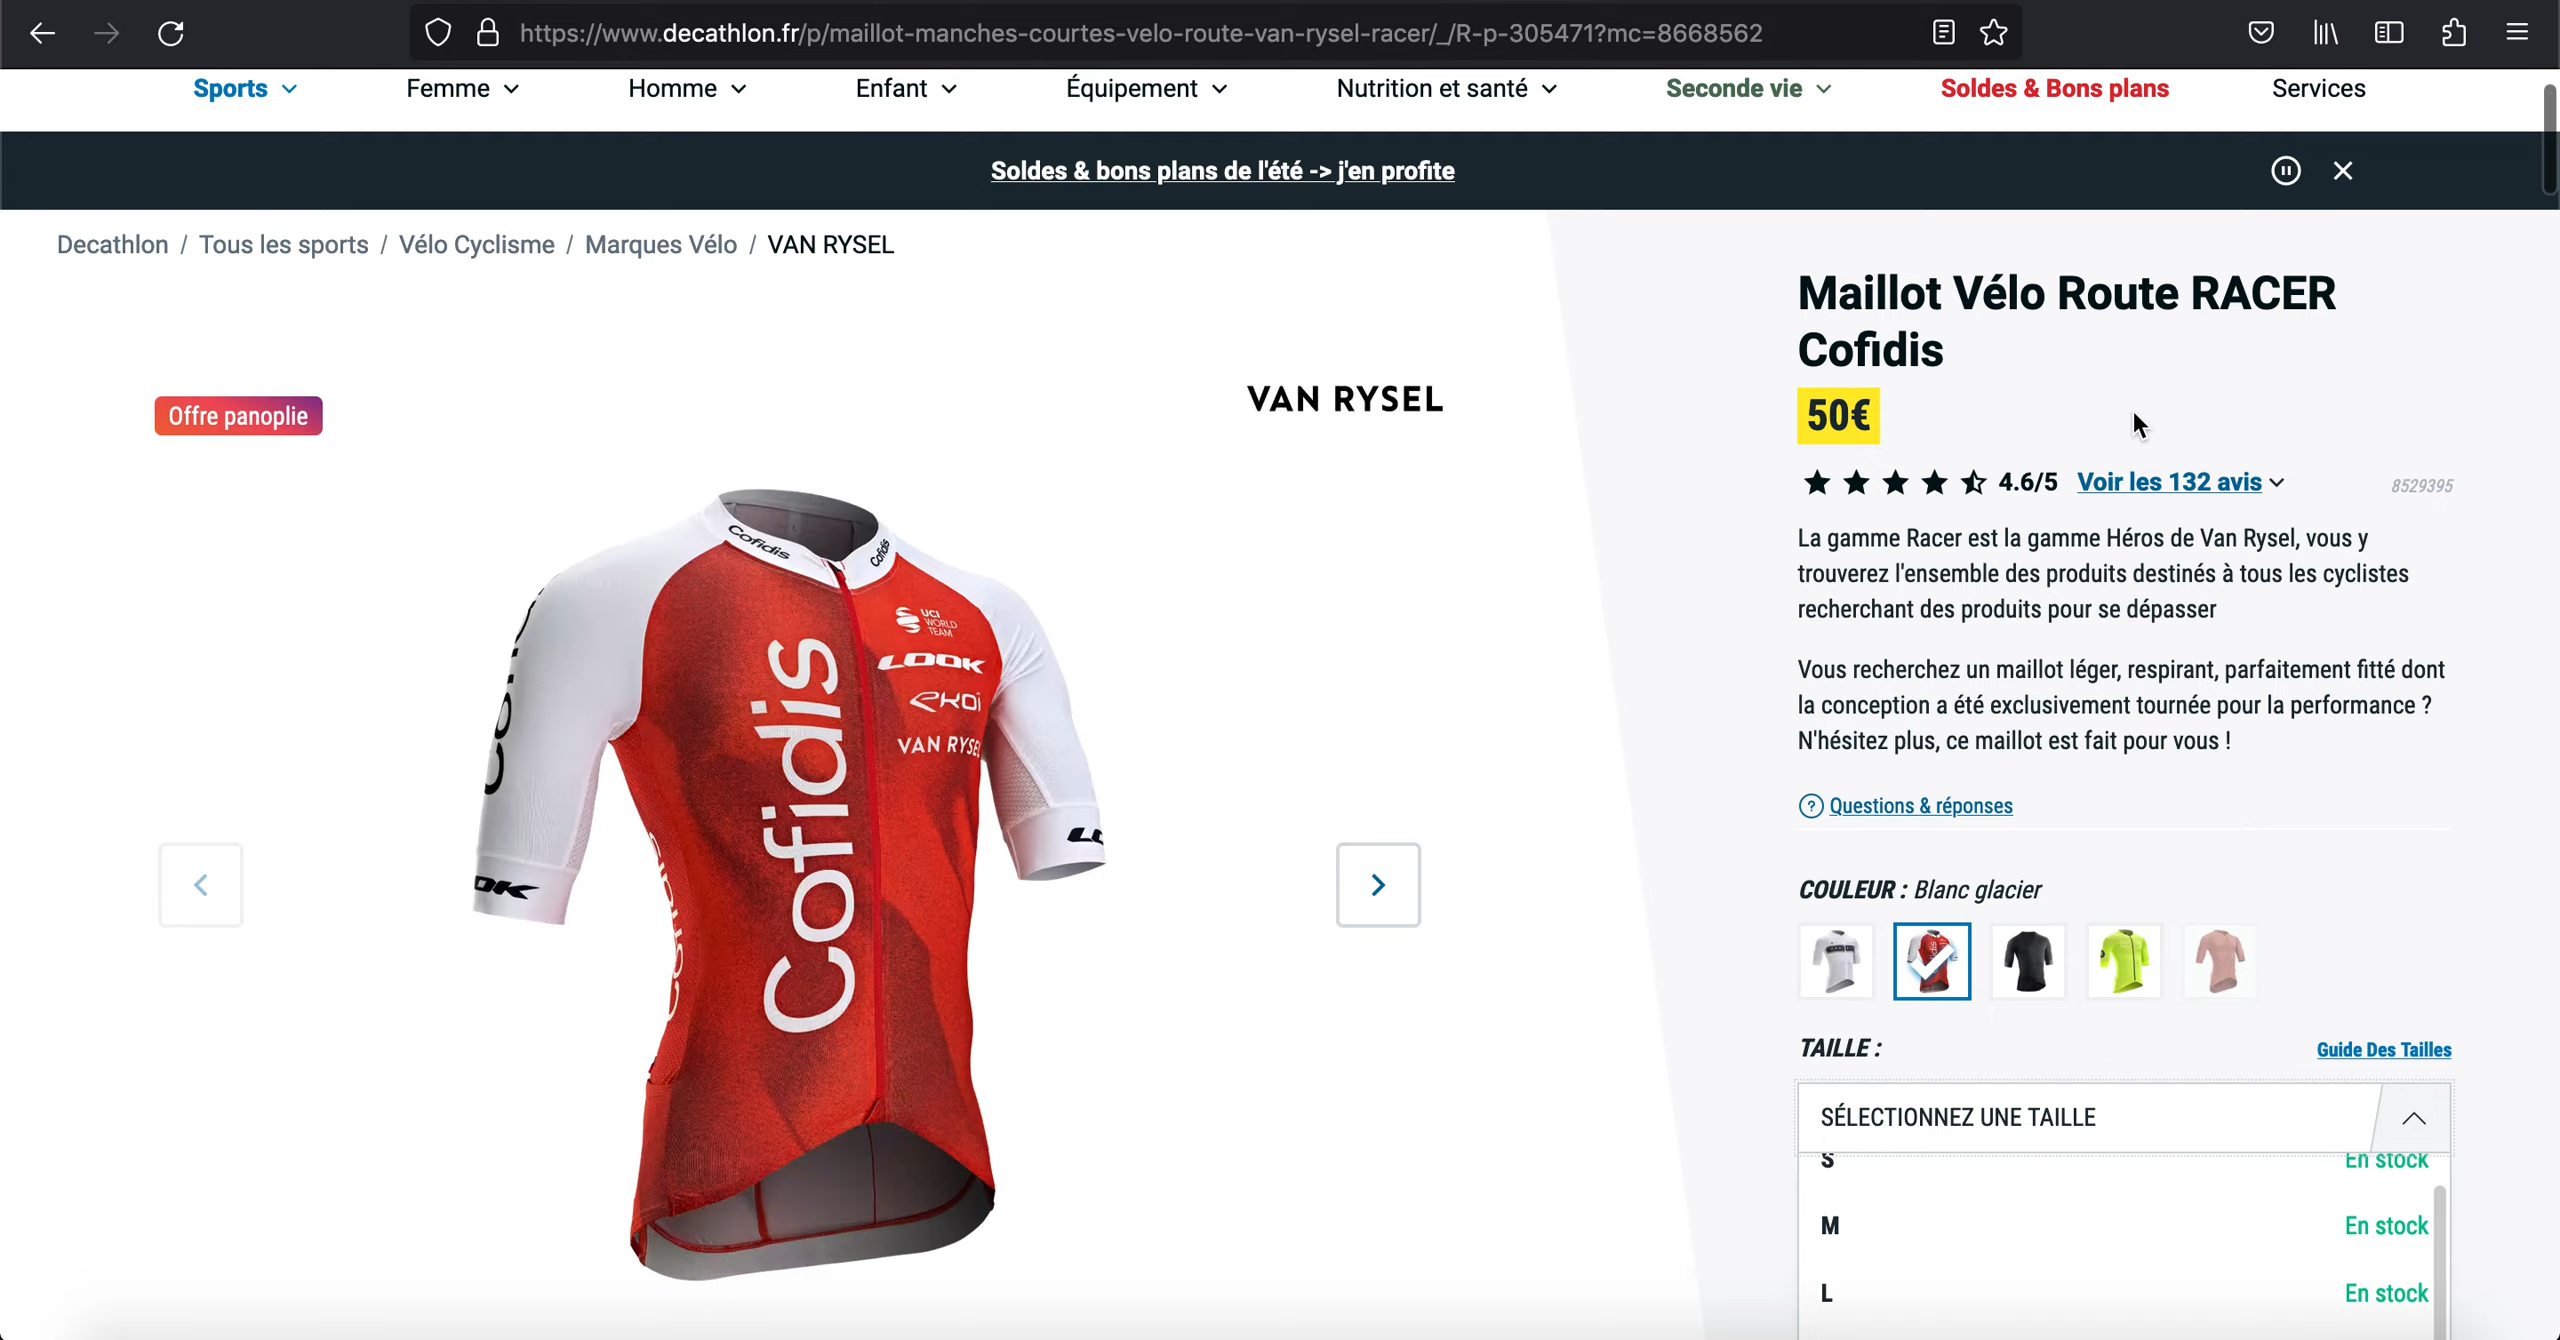 https://www.decathlon.fr/p/maillot-manches-courtes-velo-route-van-rysel-racer/_/R-p-305471?mc=8668562
Sports Femme Homme Enfant Équipement Nutrition et santé Seconde vie Soldes & Bons plans Services
Soldes & bons plans de l'été -> j'en profite
Decathlon / Tous les sports / Vélo Cyclisme / Marques Vélo / VAN RYSEL
Offre panoplie
VAN RYSEL
Cofidis
Cofidis
UCI
WORLD
TEAM
LOOK
EKOI
VAN RYSE
Cofidis
Maillot Vélo Route RACER
Cofidis
50€
4.6/5 Voir les 132 avis 8529395
La gamme Racer est la gamme Héros de Van Rysel, vous y
trouverez l'ensemble des produits destinés à tous les cyclistes
recherchant des produits pour se dépasser
Vous recherchez un maillot léger, respirant, parfaitement fitté dont
la conception a été exclusivement tournée pour la performance ?
N'hésitez plus, ce maillot est fait pour vous !
? Questions & réponses
COULEUR : Blanc glacier
TAILLE : Guide Des Tailles
SÉLECTIONNEZ UNE TAILLE
S En stock
M En stock
L En stock